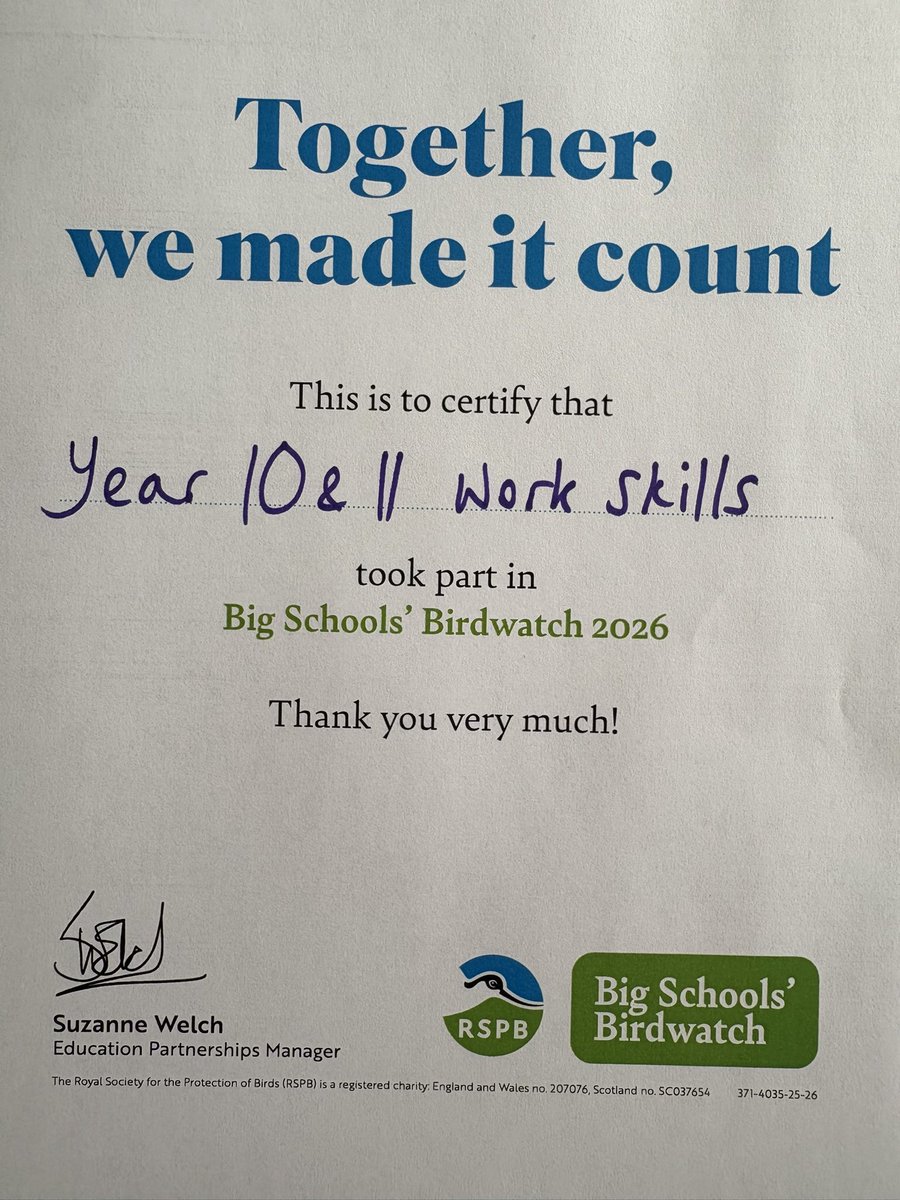 Together,
we made it count
This is to certify that
Year 10 & 11 Work Skills
took part in
Big Schools’ Birdwatch 2026
Thank you very much!
Suzanne Welch
Education Partnerships Manager
RSPB
Big Schools’
Birdwatch
The Royal Society for the Protection of Birds (RSPB) is a registered charity: England and Wales no. 207076, Scotland no. SC037654 371-4035-25-26